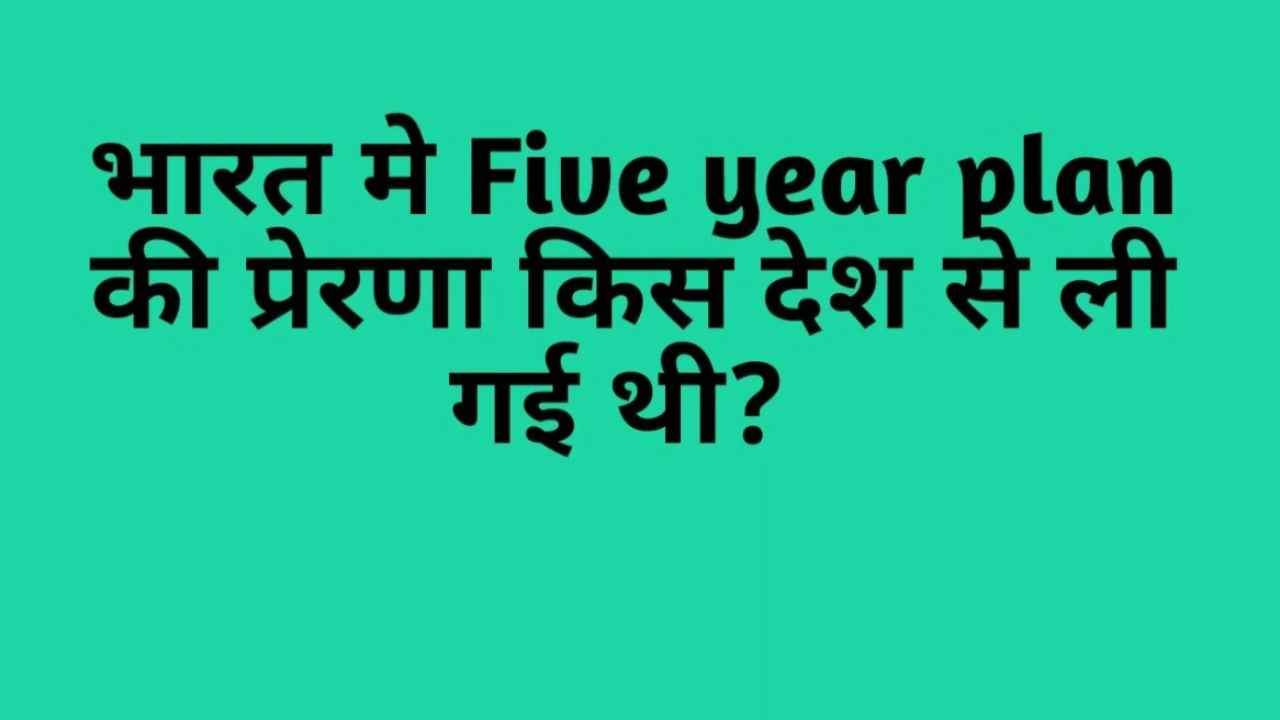 भारत मे Five year plan
की प्रेरणा किस देश से ली
गई थी?